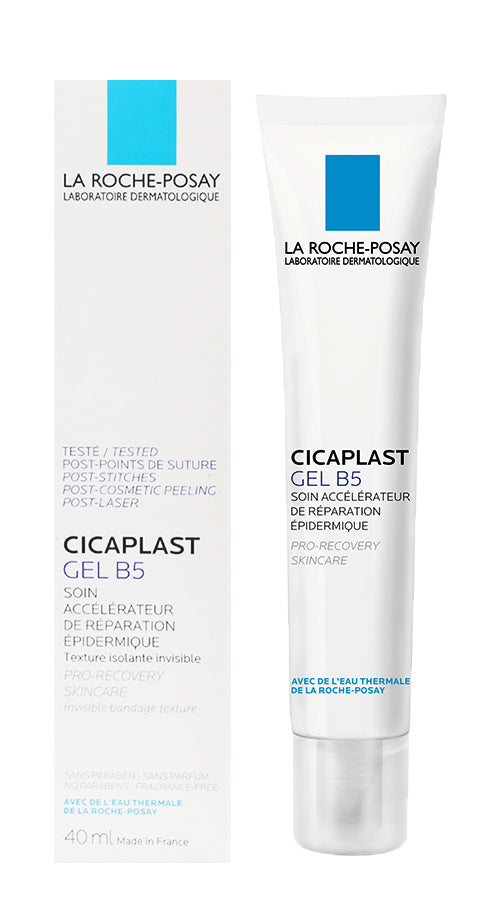 LA ROCHE-POSAY
LABORATOIRE DERMATOLOGIQUE
TESTÉ / TESTED
POST-POINTS DE SUTURE
POST-STITCHES
POST-COSMETIC PEELING
POST-LASER
CICAPLAST
GEL B5
SOIN
ACCÉLÉRATEUR
DE RÉPARATION
ÉPIDERMIQUE
Texture isolante invisible
PRO-RECOVERY
SKINCARE
Invisible bandage texture
SANS PARABEN - SANS PARFUM
NO PARABENS - FRAGRANCE-FREE
AVEC DE L'EAU THERMALE
DE LA ROCHE-POSAY
40 ml Made in France
LA ROCHE-POSAY
LABORATOIRE DERMATOLOGIQUE
CICAPLAST
GEL B5
SOIN ACCÉLÉRATEUR
DE RÉPARATION
ÉPIDERMIQUE
PRO-RECOVERY
SKINCARE
AVEC DE L'EAU THERMALE
DE LA ROCHE-POSAY